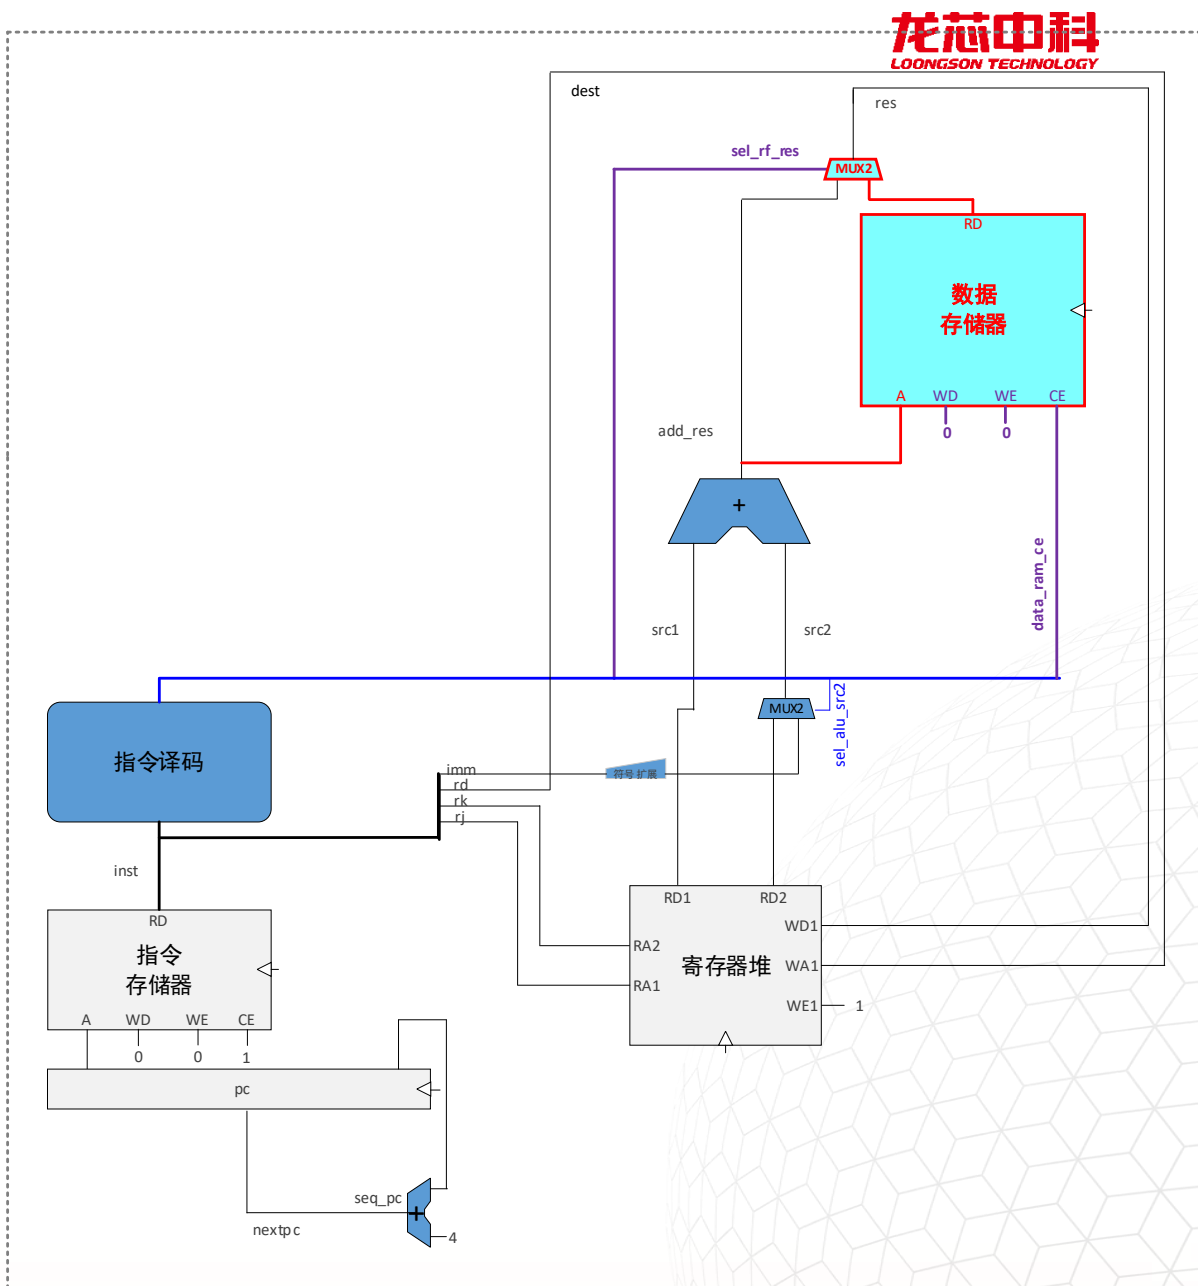 龙芯中科
LOONGSON TECHNOLOGY
dest
res
sel_rf_res
MUX2
RD
数据
存储器
A WD WE CE
0 0
add_res
+
data_ram_ce
src1
src2
MUX2
sel_alu_src2
指令译码
imm
符号扩展
rd
rk
rj
inst
RD
指令
存储器
A WD WE CE
0 0 1
pc
RD1 RD2
WD1
RA2
寄存器堆
WA1
RA1
WE1
1
seq_pc
+
nextpc
4